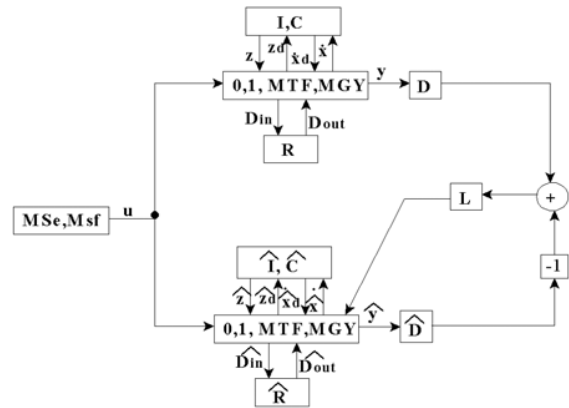 I,C
z zd ẋd ẋ
0,1, MTF,MGY y D
Din Dout
R
MSe,Msf u
L +
-1
Î, Ĉ
ẑ ẑd x̂̇d x̂̇
0,1, MTF,MGY ŷ D̂
D̂in D̂out
R̂